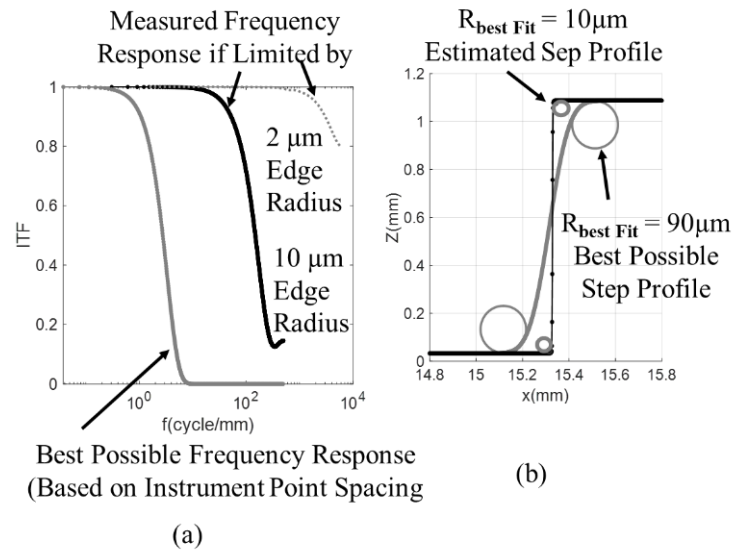 Measured Frequency
Response if Limited by
1
0.8
0.6
0.4
0.2
0
ITF
2 μm
Edge
Radius
10 μm
Edge
Radius
10^0
10^2
10^4
f(cycle/mm)
Best Possible Frequency Response
(Based on Instrument Point Spacing
(a)
R_best Fit = 10μm
Estimated Sep Profile
1.2
1
0.8
0.6
0.4
0.2
0
Z(mm)
R_best Fit = 90μm
Best Possible
Step Profile
14.8 15 15.2 15.4 15.6 15.8
x(mm)
(b)